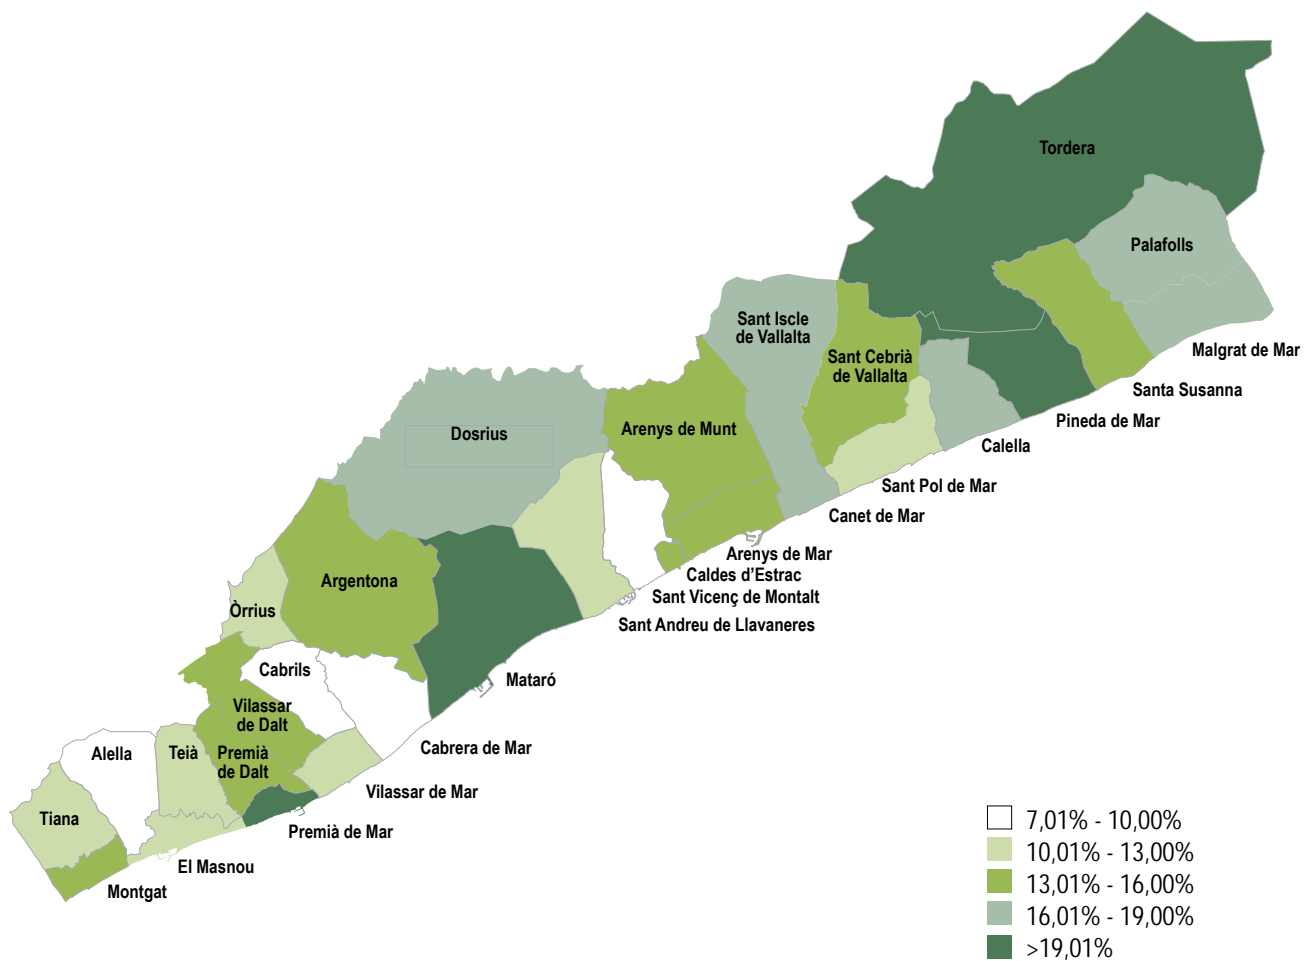 Tordera
Palafolls
Sant Iscle
de Vallalta
Malgrat de Mar
Sant Cebrià
de Vallalta
Santa Susanna
Pineda de Mar
Arenys de Munt
Dosrius
Calella
Sant Pol de Mar
Canet de Mar
Arenys de Mar
Caldes d’Estrac
Argentona
Sant Vicenç de Montalt
Òrrius
Sant Andreu de Llavaneres
Cabrils
Mataró
Vilassar
de Dalt
Cabrera de Mar
Alella
Teià
Premià
de Dalt
Vilassar de Mar
Tiana
Premià de Mar
El Masnou
Montgat
7,01% - 10,00%
10,01% - 13,00%
13,01% - 16,00%
16,01% - 19,00%
>19,01%